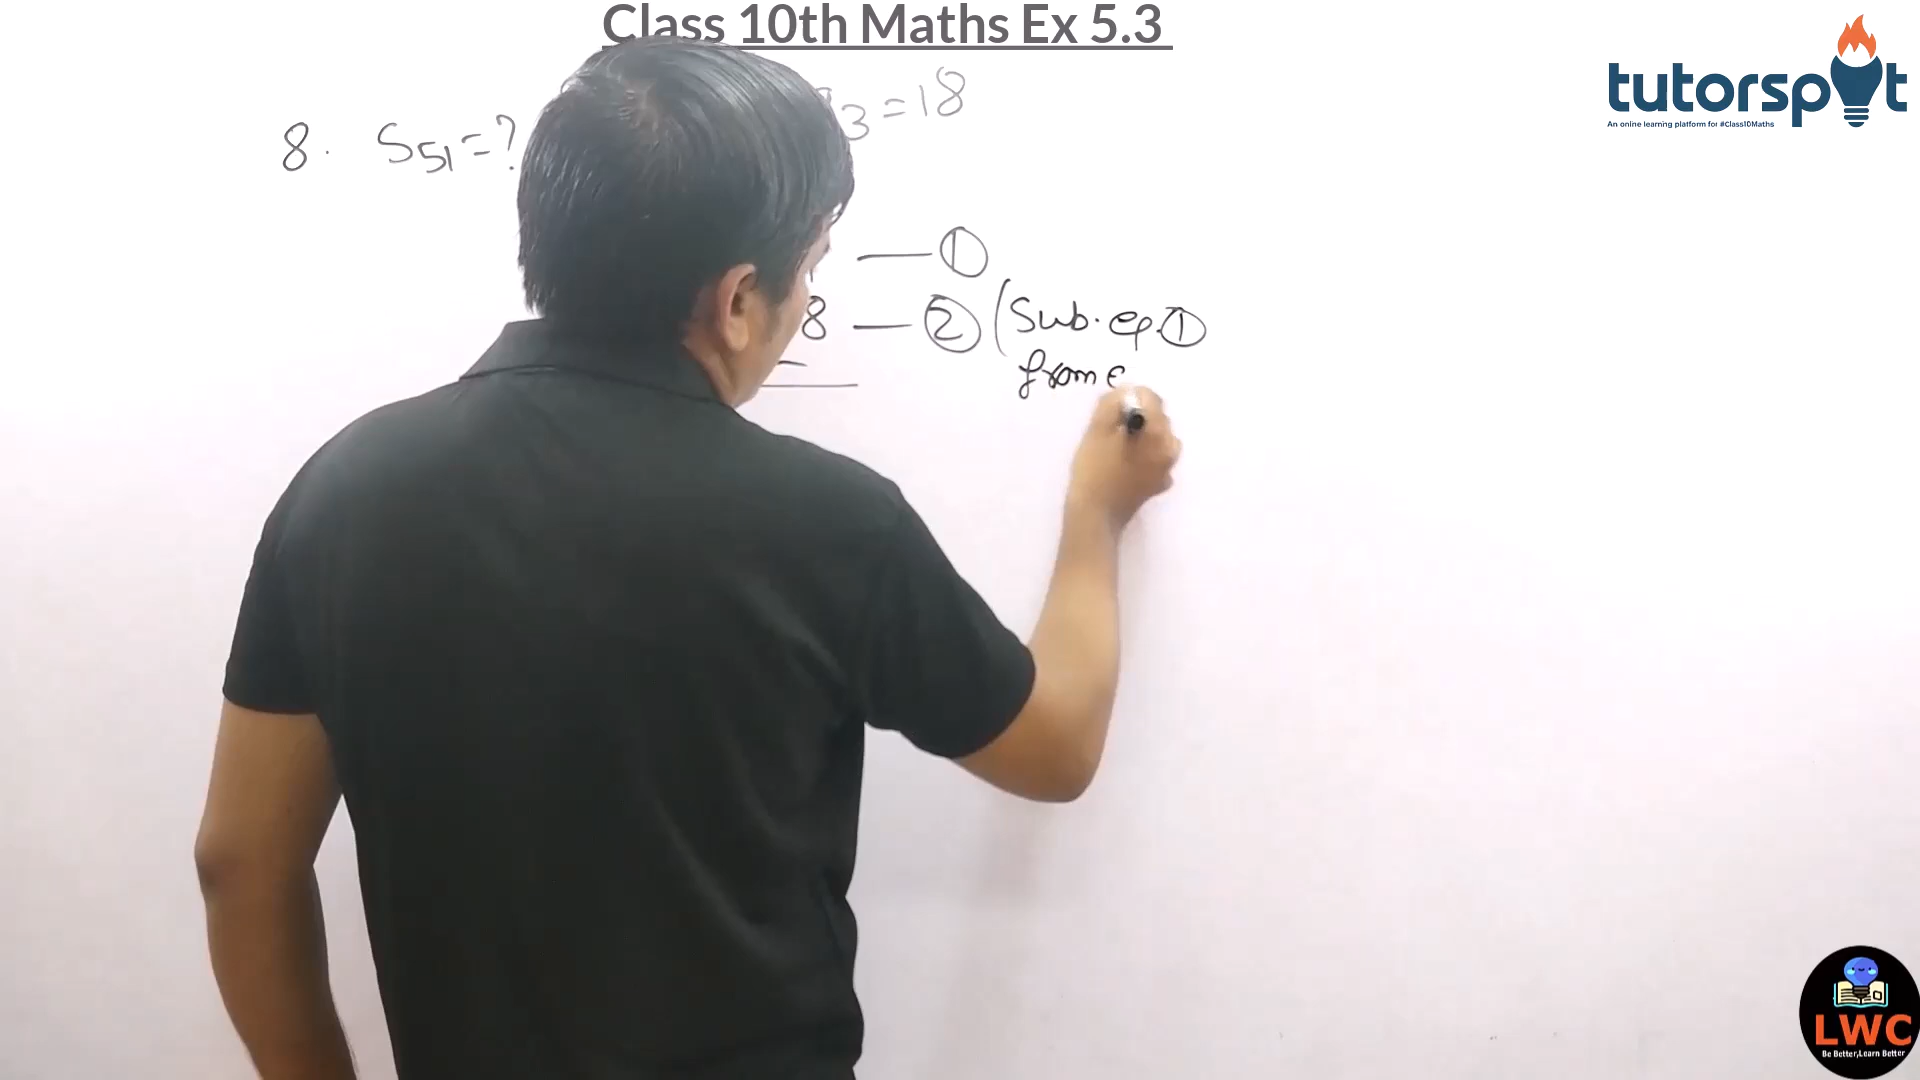 Class 10th Maths Ex 5.3
tutorspot
An online learning platform for #Class10Maths
8. S51=? 3=18
①
8 — ② (Sub. eq. ①
from e
LWC
Be Better,Learn Better